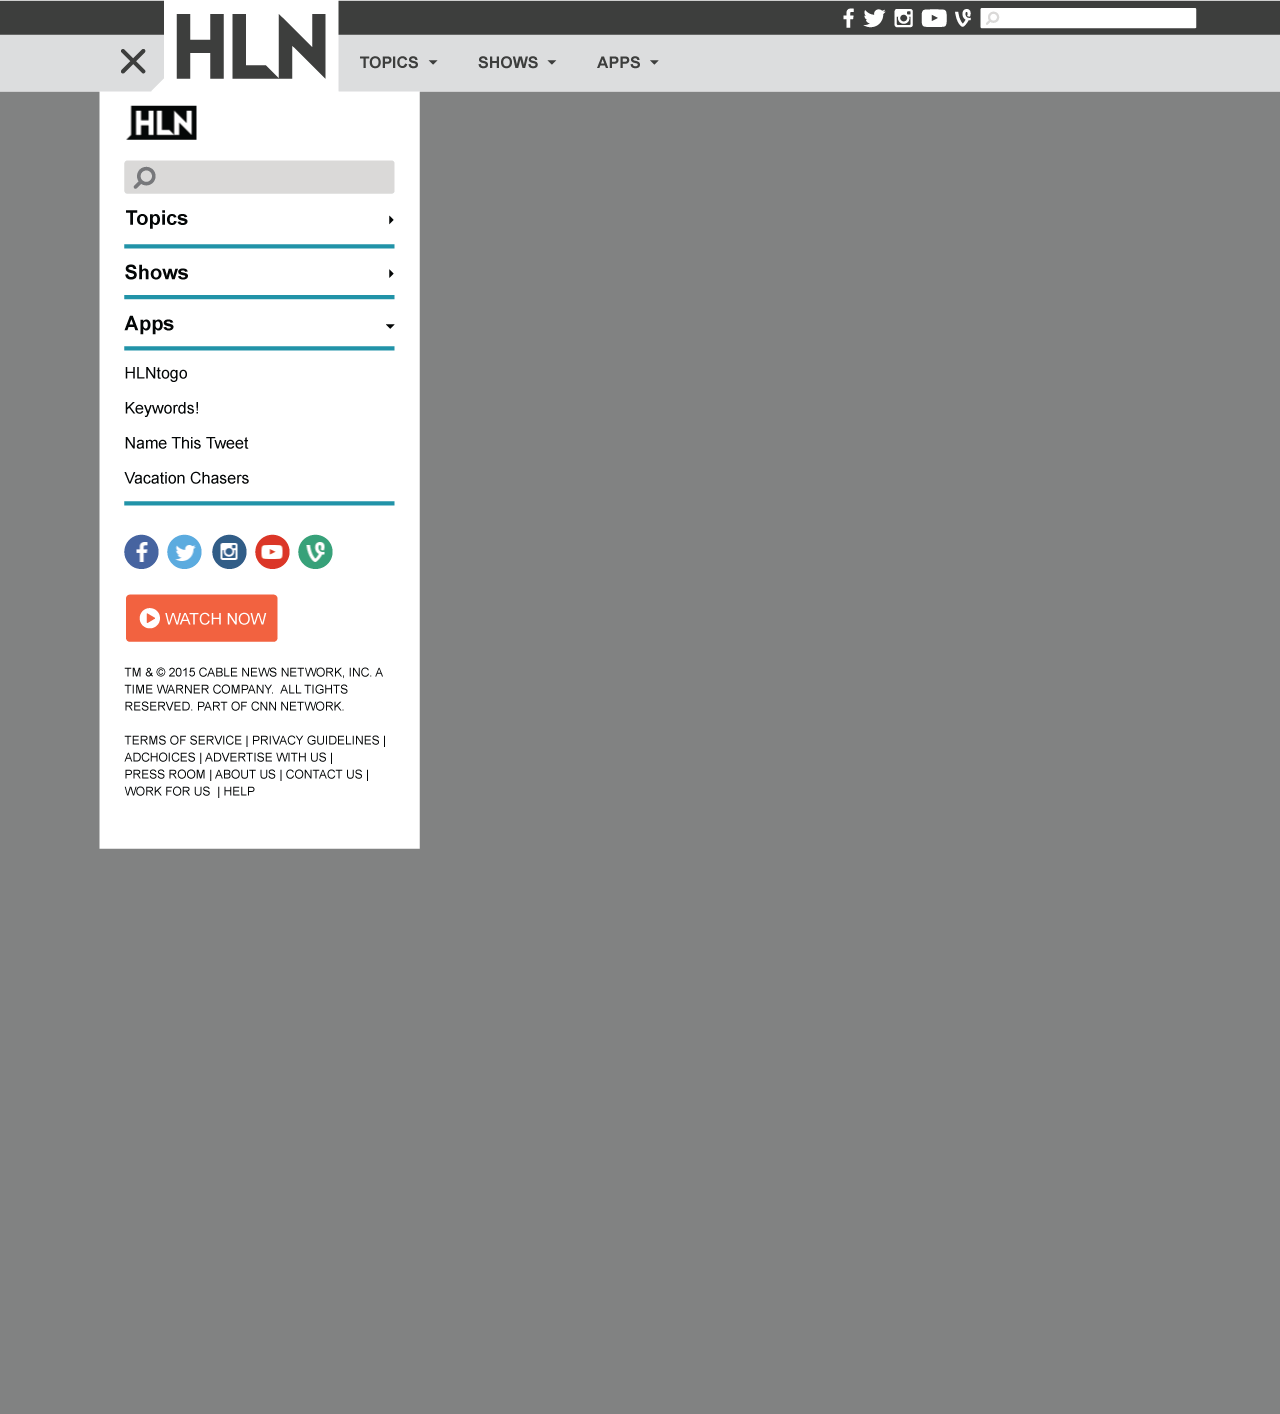 HLN
TOPICS SHOWS APPS
HLN
Topics
Shows
Apps
HLNtogo
Keywords!
Name This Tweet
Vacation Chasers
WATCH NOW
TM & © 2015 CABLE NEWS NETWORK, INC. A
TIME WARNER COMPANY. ALL TIGHTS
RESERVED. PART OF CNN NETWORK.
TERMS OF SERVICE | PRIVACY GUIDELINES |
ADCHOICES | ADVERTISE WITH US |
PRESS ROOM | ABOUT US | CONTACT US |
WORK FOR US | HELP